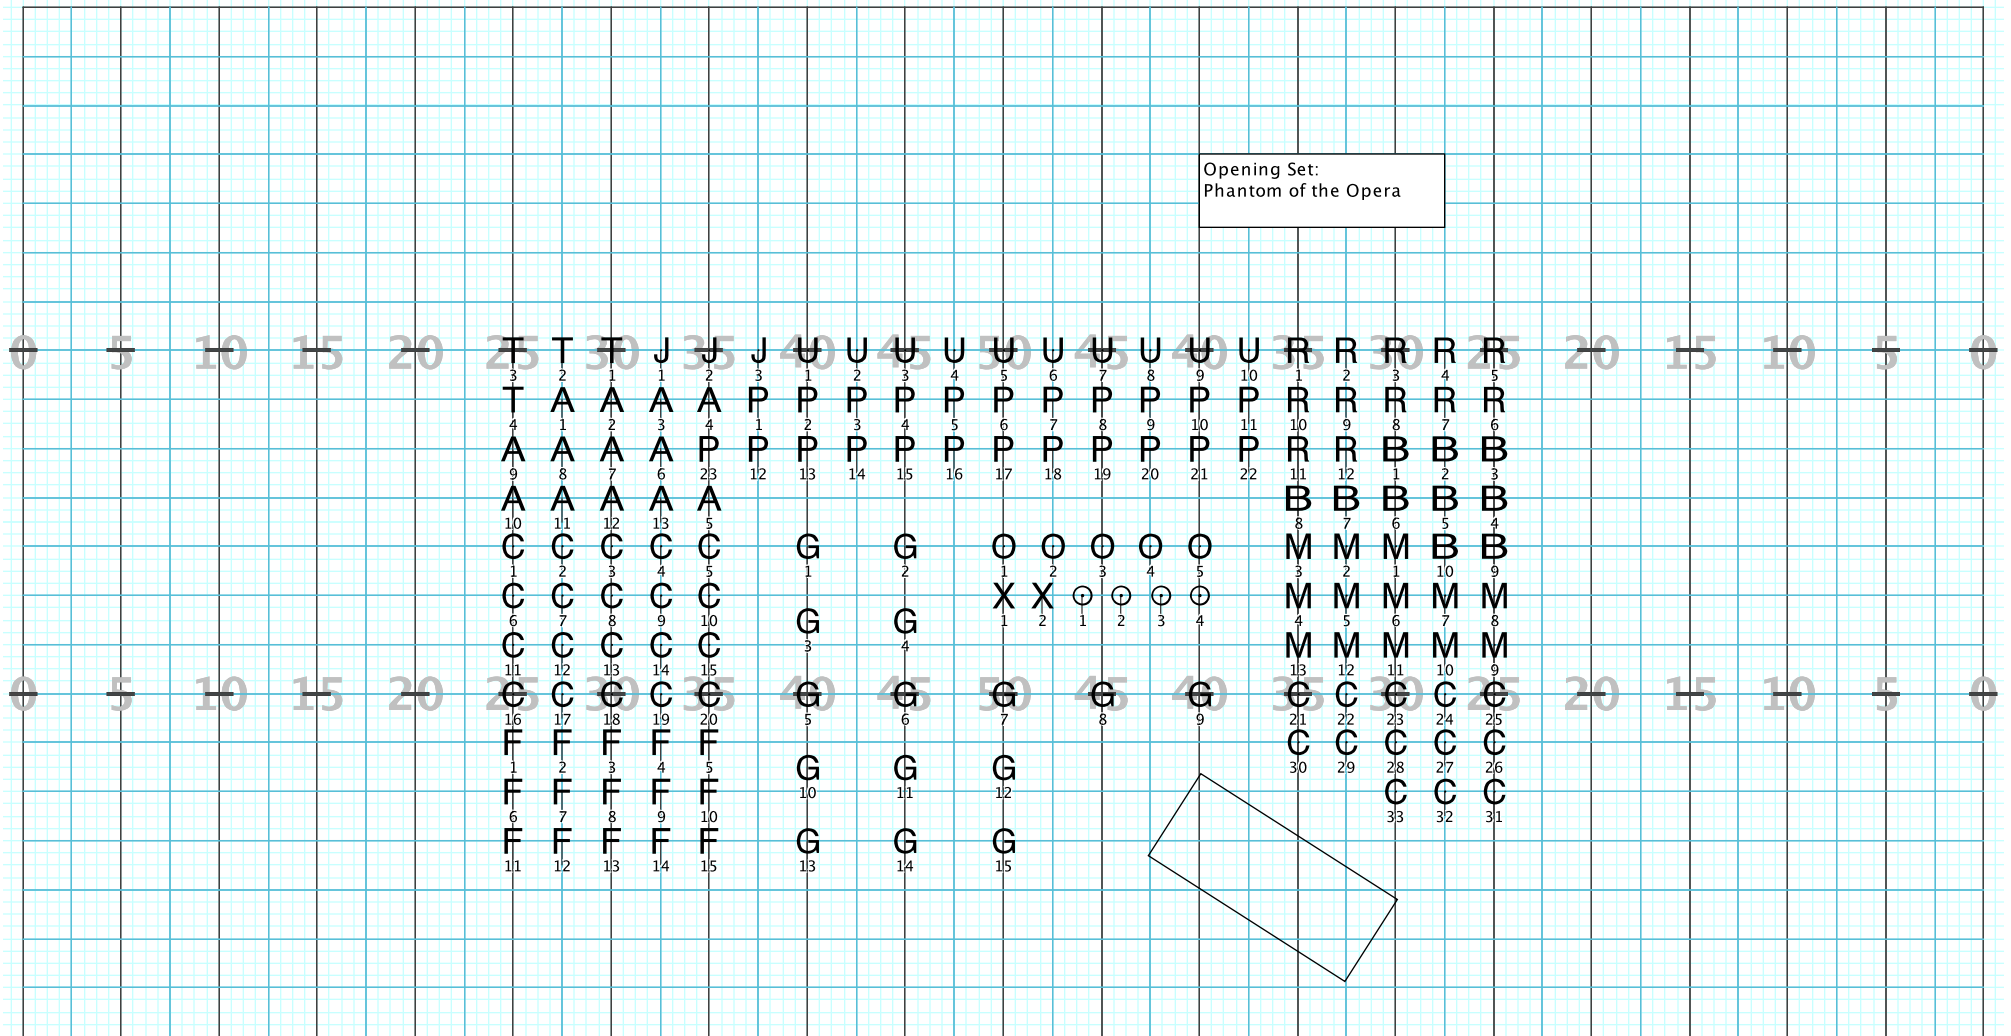 Opening Set:
Phantom of the Opera
0 5 10 15 20 25 30 35 40 45 50 45 40 35 30 25 20 15 10 5 0
T T T J J J U U U U U U U U U U R R R R R
3 2 1 1 2 3 1 2 3 4 5 6 7 8 9 10 1 2 3 4 5
T A A A A P P P P P P P P P P P R R R R R
4 1 2 3 4 1 2 3 4 5 6 7 8 9 10 11 10 9 8 7 6
A A A A P P P P P P P P P P P P R R B B B
9 8 7 6 23 12 13 14 15 16 17 18 19 20 21 22 11 12 1 2 3
A A A A A B B B B B
10 11 12 13 5 8 7 6 5 4
C C C C C G G O O O O O M M M B B
1 2 3 4 5 1 2 1 2 3 4 5 3 2 1 10 9
C C C C C X X M M M M M
6 7 8 9 10 1 2 1 2 3 4 4 5 6 7 8
G G
3 4
C C C C C M M M M M
11 12 13 14 15 13 12 11 10 9
0 5 10 15 20 25 30 35 40 45 50 45 40 35 30 25 20 15 10 5 0
C C C C C G G G G G C C C C C
16 17 18 19 20 5 6 7 8 9 21 22 23 24 25
F F F F F C C C C C
1 2 3 4 5 30 29 28 27 26
G G G
10 11 12
F F F F F C C C
6 7 8 9 10 33 32 31
F F F F F G G G
11 12 13 14 15 13 14 15